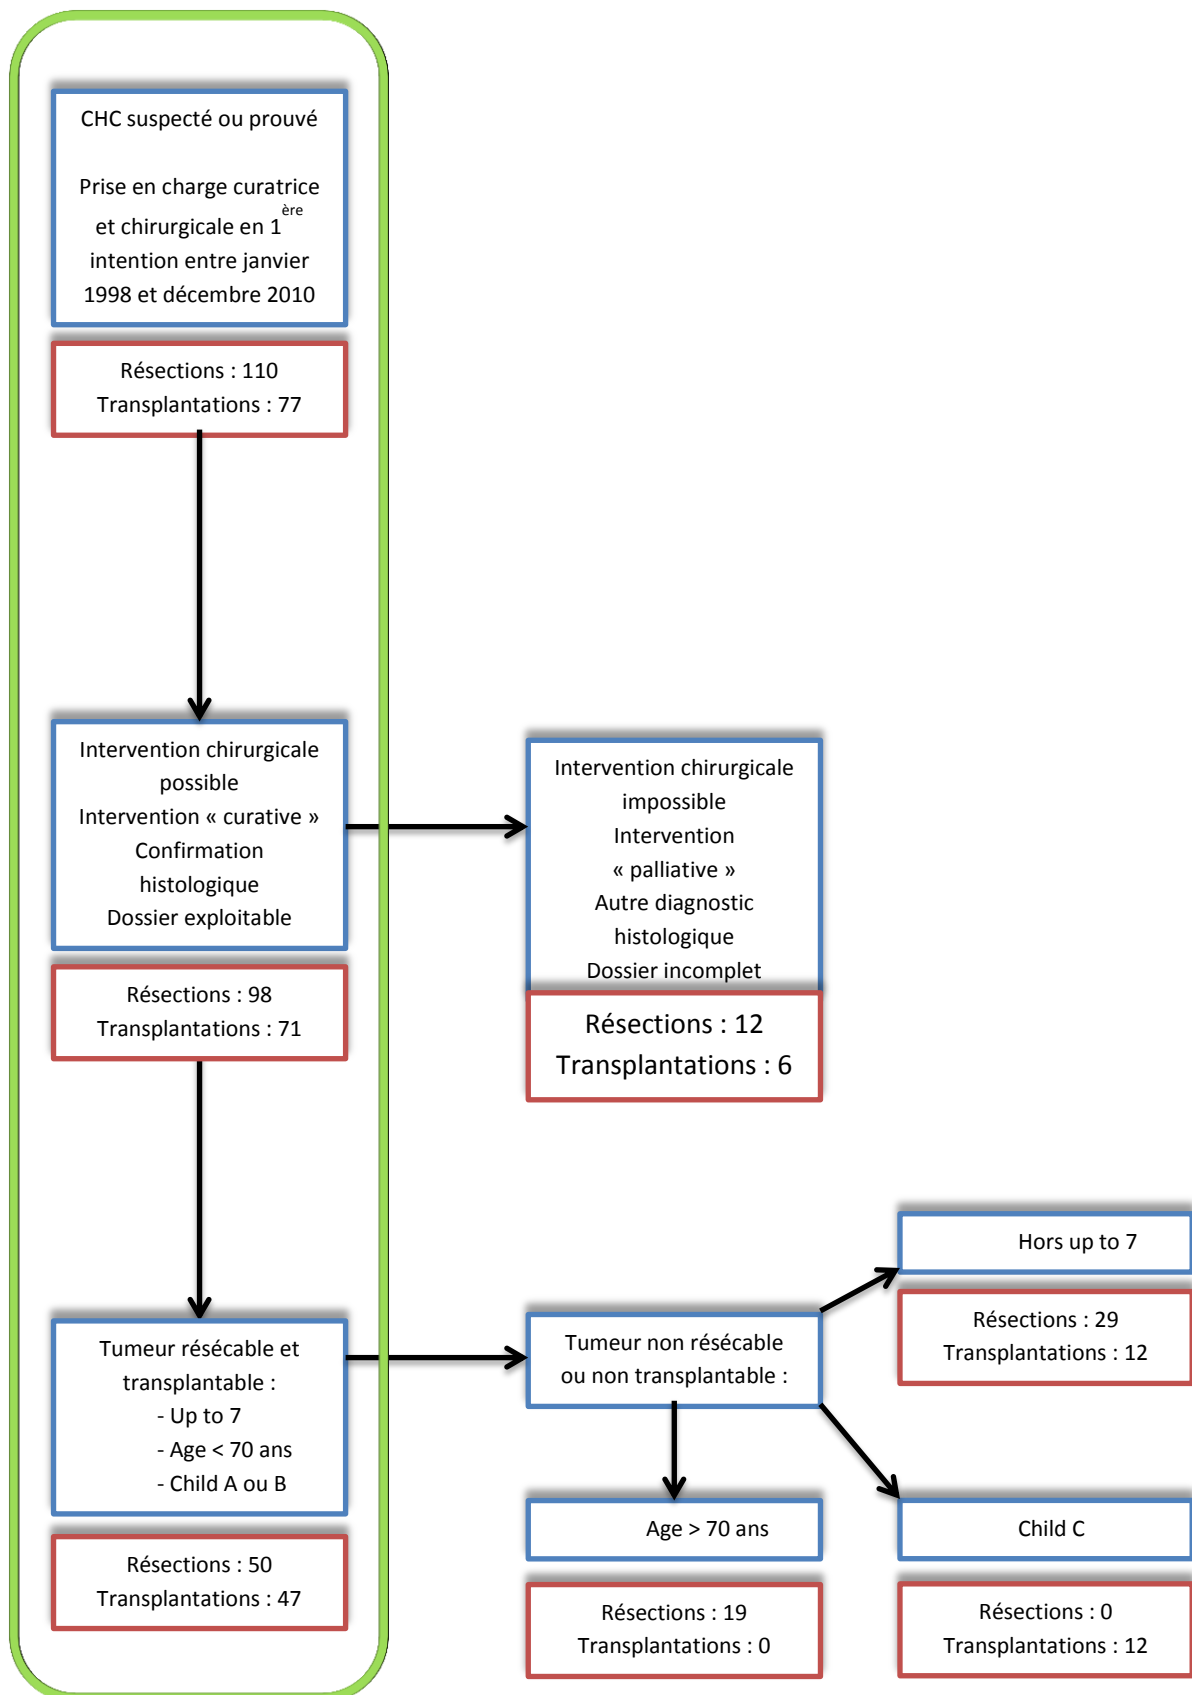 CHC suspecté ou prouvé
Prise en charge curatrice
et chirurgicale en 1ère
intention entre janvier
1998 et décembre 2010
Résections : 110
Transplantations : 77
Intervention chirurgicale
possible
Intervention « curative »
Confirmation
histologique
Dossier exploitable
Résections : 98
Transplantations : 71
Intervention chirurgicale
impossible
Intervention
« palliative »
Autre diagnostic
histologique
Dossier incomplet
Résections : 12
Transplantations : 6
Tumeur résécable et
transplantable :
- Up to 7
- Age < 70 ans
- Child A ou B
Résections : 50
Transplantations : 47
Tumeur non résécable
ou non transplantable :
Hors up to 7
Résections : 29
Transplantations : 12
Age > 70 ans
Résections : 19
Transplantations : 0
Child C
Résections : 0
Transplantations : 12